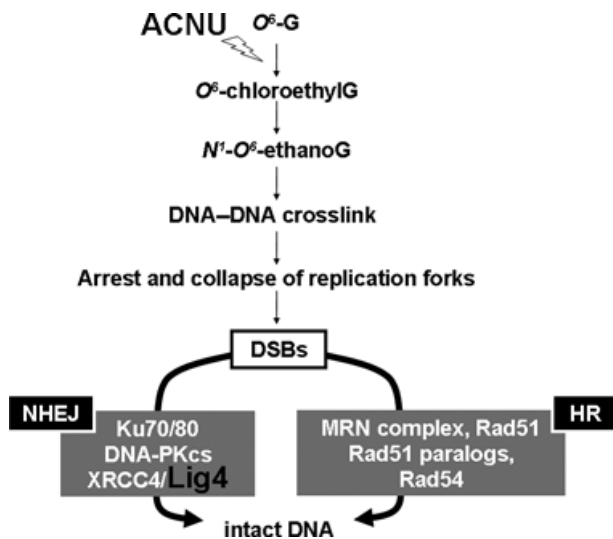 ACNU O⁶-G
O⁶-chloroethylG
N¹-O⁶-ethanoG
DNA–DNA crosslink
Arrest and collapse of replication forks
DSBs
NHEJ
Ku70/80
DNA-PKcs
XRCC4/Lig4
HR
MRN complex, Rad51
Rad51 paralogs,
Rad54
intact DNA